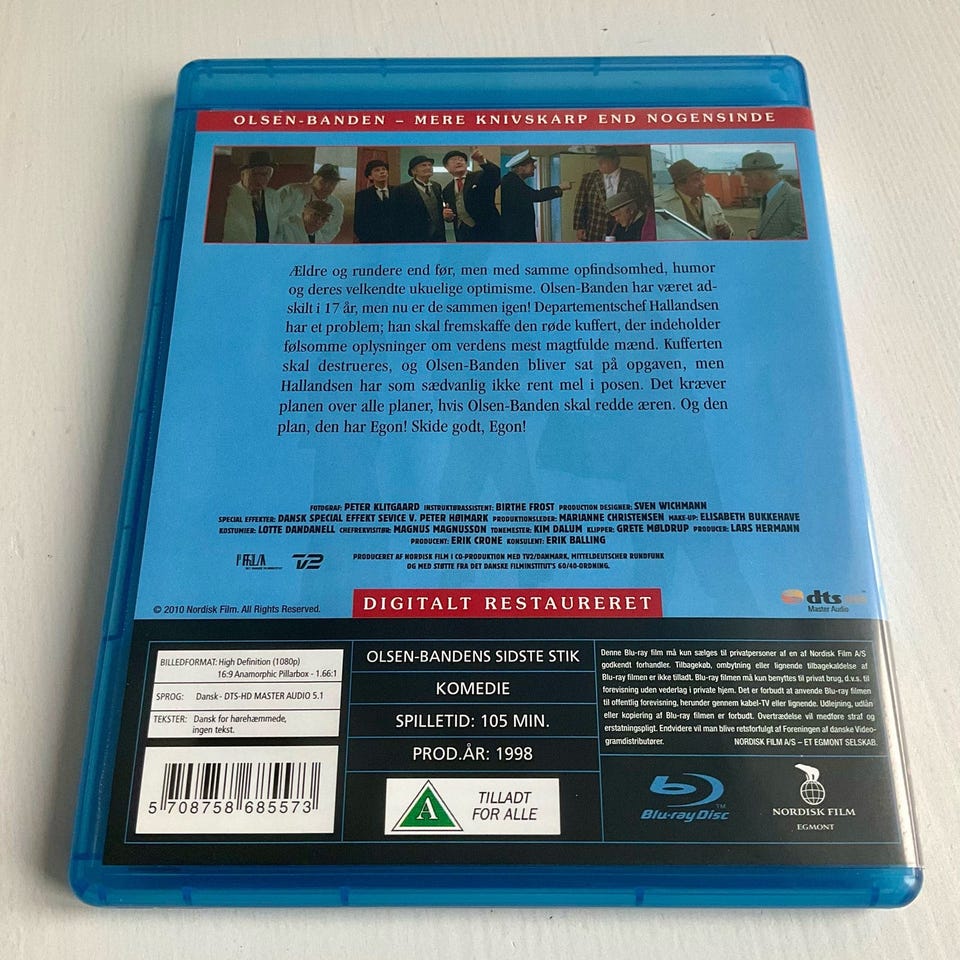 OLSEN-BANDEN – MERE KNIVSKARP END NOGENSINDE
Ældre og rundere end før, men med samme opfindsomhed, humor
og deres velkendte ukuelige optimisme. Olsen-Banden har været ad-
skilt i 17 år, men nu er de sammen igen! Departementschef Hallandsen
har et problem; han skal fremskaffe den røde kuffert, der indeholder
følsomme oplysninger om verdens mest magtfulde mænd. Kufferten
skal destrueres, og Olsen-Banden bliver sat på opgaven, men
Hallandsen har som sædvanlig ikke rent mel i posen. Det kræver
planen over alle planer, hvis Olsen-Banden skal redde æren. Og den
plan, den har Egon! Skide godt, Egon!
FOTOGRAF: PETER KLITGAARD INSTRUKTØRASSISTENT: BIRTHE FROST PRODUCTION DESIGNER: SVEN WICHMANN
SPECIAL EFFEKTER: DANSK SPECIAL EFFEKT SEVICE V. PETER HØIMARK PRODUKTIONSLEDER: MARIANNE CHRISTENSEN MAKE-UP: ELISABETH BUKKEHAVE
KOSTUMIER: LOTTE DANDANELL CHEFREKVISITØR: MAGNUS MAGNUSSON TONEMESTER: KIM DALUM KLIPPER: GRETE MØLDRUP PRODUCER: LARS HERMANN
PRODUCENT: ERIK CRONE KONSULENT: ERIK BALLING
PRODUCERET AF NORDISK FILM I CO-PRODUKTION MED TV2/DANMARK, MITTELDEUTSCHER RUNDFUNK
OG MED STØTTE FRA DET DANSKE FILMINSTITUT'S 60/40-ORDNING.
TV2
© 2010 Nordisk Film. All Rights Reserved.
DIGITALT RESTAURERET
dts
Master Audio
BILLEDFORMAT: High Definition (1080p)
16:9 Anamorphic Pillarbox - 1.66:1
SPROG: Dansk - DTS-HD MASTER AUDIO 5.1
TEKSTER: Dansk for hørehæmmede,
ingen tekst.
5 708758 685573
OLSEN-BANDENS SIDSTE STIK
KOMEDIE
SPILLETID: 105 MIN.
PROD.ÅR: 1998
A TILLADT
FOR ALLE
Denne Blu-ray film må kun sælges til privatpersoner af en af Nordisk Film A/S
godkendt forhandler. Tilbagekøb, ombytning eller lignende tilbagekaldelse af
Blu-ray filmen er ikke tilladt. Blu-ray filmen må kun benyttes til privat brug, d.v.s. til
forevisning uden vederlag i private hjem. Det er forbudt at anvende Blu-ray filmen
til offentlig forevisning, herunder gennem kabel-TV eller lignende. Udlejning, udlån
eller kopiering af Blu-ray filmen er forbudt. Overtrædelse vil medføre straf og
erstatningspligt. Endvidere vil man blive retsforfulgt af Foreningen af danske Video-
gramdistributører. NORDISK FILM A/S – ET EGMONT SELSKAB.
Blu-ray Disc TM
NORDISK FILM
EGMONT